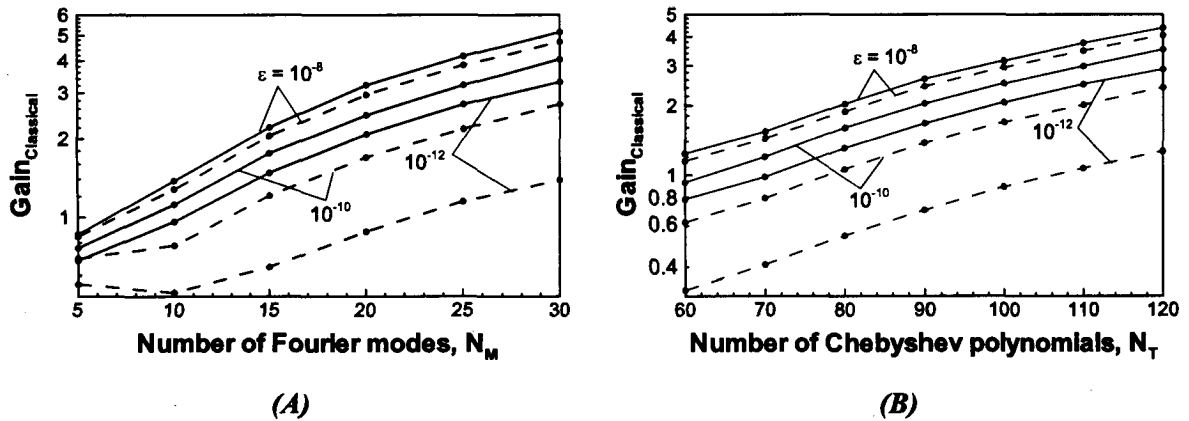 6
5
4
3
2
1
Gain_Classical
ε = 10^-8
10^-12
10^-10
5 10 15 20 25 30
Number of Fourier modes, N_M
(A)
5
4
3
2
1
0.8
0.6
0.4
Gain_Classical
ε = 10^-8
10^-12
10^-10
60 70 80 90 100 110 120
Number of Chebyshev polynomials, N_T
(B)